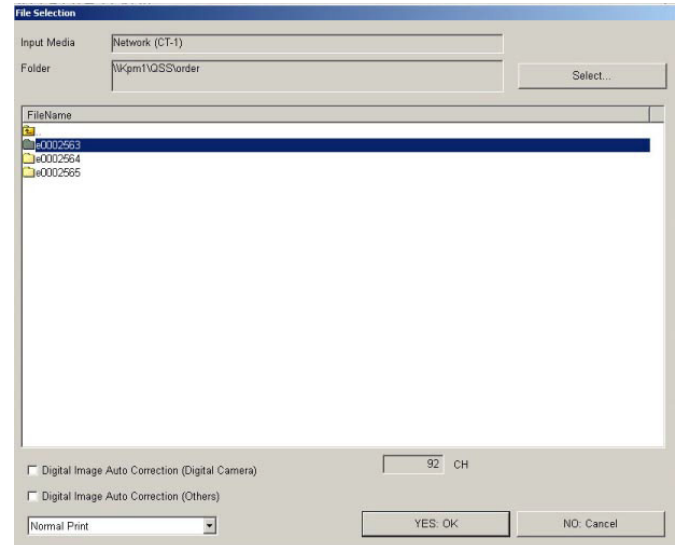 File Selection
Input Media
Network (CT-1)
Folder
\\Kpm1\QSS\order
Select...
FileName
..
e0002563
e0002564
e0002565
Digital Image Auto Correction (Digital Camera)
92 CH
Digital Image Auto Correction (Others)
Normal Print
YES: OK
NO: Cancel